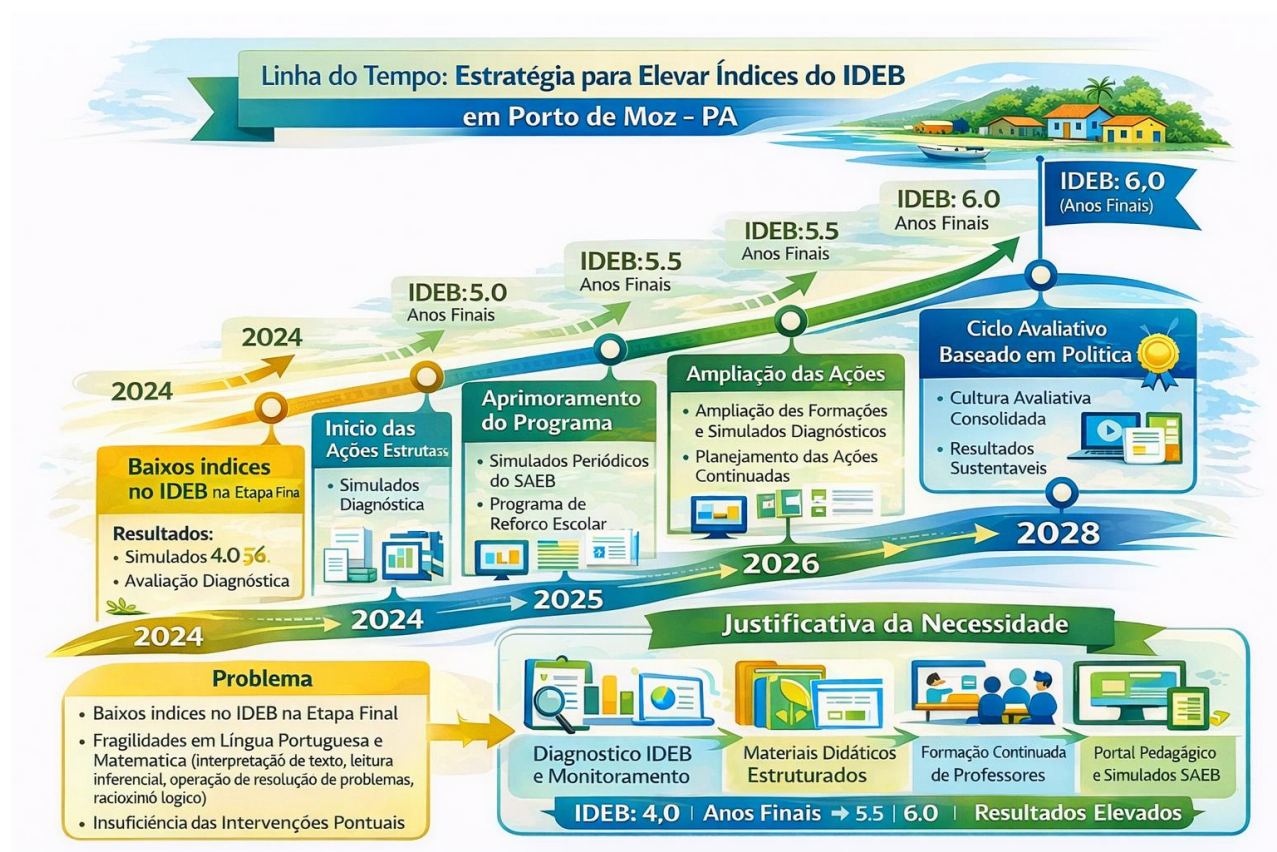 Linha do Tempo: Estratégia para Elevar Índices do IDEB
em Porto de Moz - PA
IDEB: 6,0
(Anos Finais)
IDEB: 6.0
Anos Finais
IDEB:5.5
Anos Finais
IDEB:5.5
Anos Finais
IDEB:5.0
Anos Finais
2024
2024
Baixos indices
no IDEB na Etapa Fina
Resultados:
• Simulados 4.0
• Avaliação Diagnóstica
Inicio das
Ações
• Simulados
Diagnóstica
Aprimoramento
do Programa
• Simulados Periódicos
do SAEB
• Programa de
Reforco Escolar
Ampliação das Ações
• Ampliação des Formações
e Simulados Diagnósticos
• Planejamento das Ações
Continuadas
Ciclo Avaliativo
Baseado em Politica
• Cultura Avaliativa
Consolidada
• Resultados
Sustentaveis
2024
2024
2025
2026
2028
Problema
• Baixos indices no IDEB na Etapa Final
• Fragilidades em Língua Portuguesa e
Matematica (interpretação de texto, leitura
inferencial, operação de resolução de problemas,
racioximó logico)
• Insuficiéncia das Intervenções Pontuais
Justificativa da Necessidade
Diagnostico IDEB
e Monitoramento
Materiais Didáticos
Estruturados
Formação Continuada
de Professores
Portal Pedagógico
e Simulados SAEB
IDEB: 4,0 | Anos Finais → 5.5 | 6.0 | Resultados Elevados